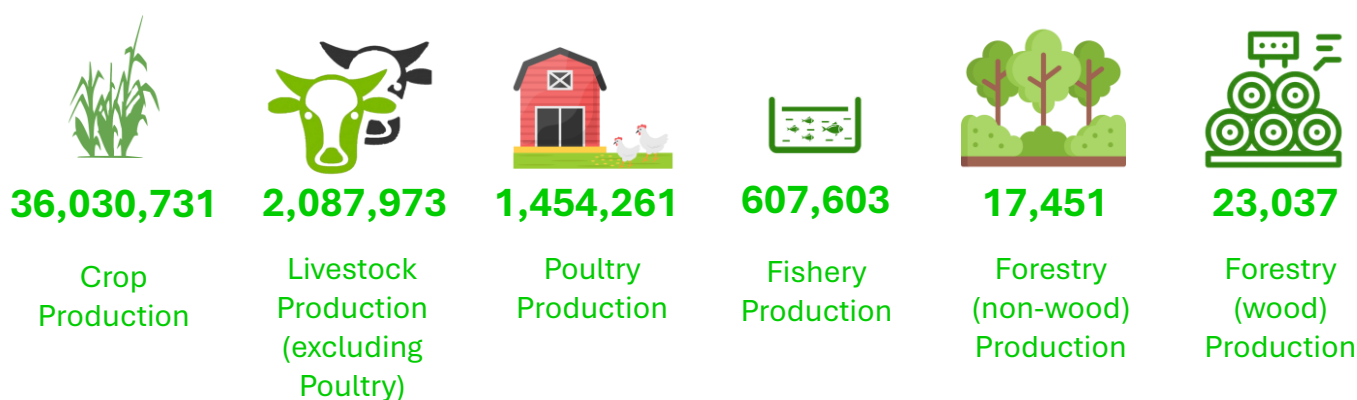 36,030,731
Crop
Production
2,087,973
Livestock
Production
(excluding
Poultry)
1,454,261
Poultry
Production
607,603
Fishery
Production
17,451
Forestry
(non-wood)
Production
23,037
Forestry
(wood)
Production